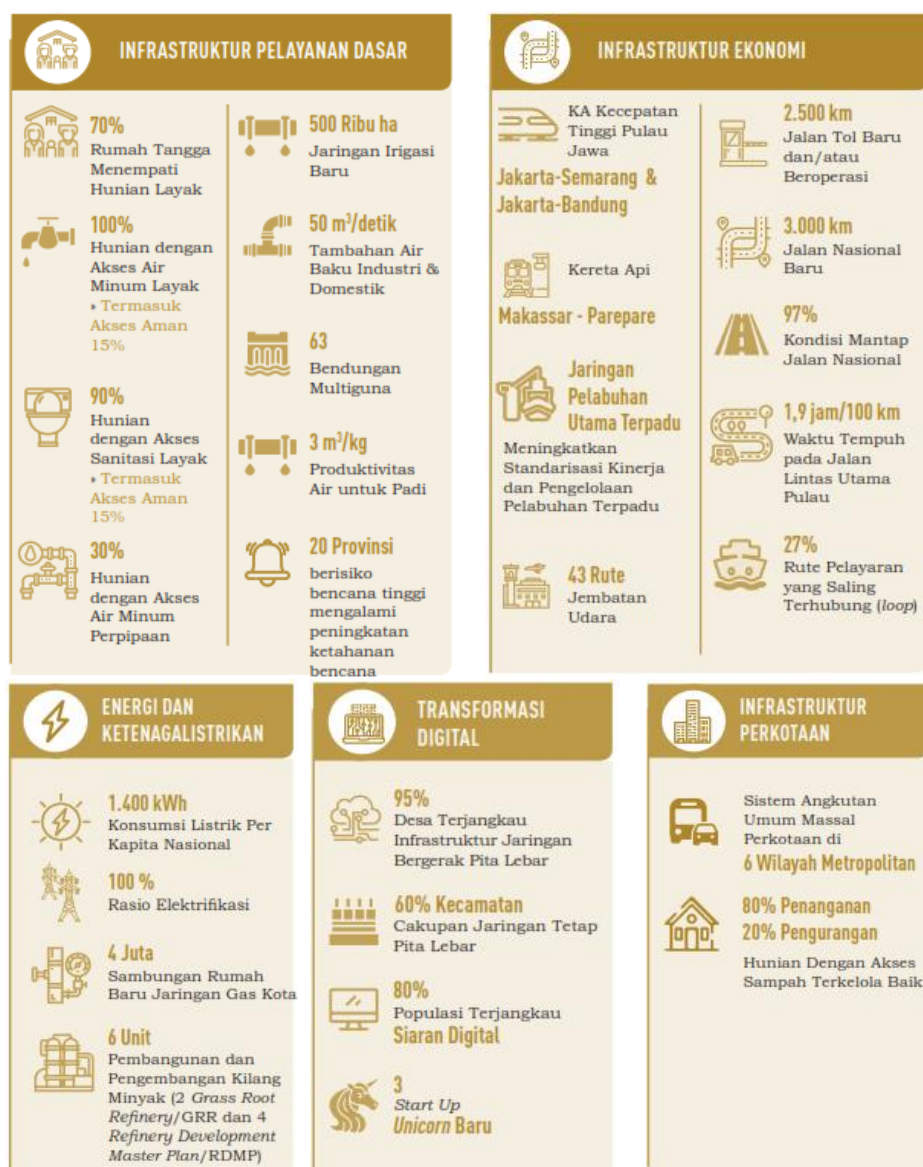 INFRASTRUKTUR PELAYANAN DASAR
70%
Rumah Tangga
Menempati
Hunian Layak
100%
Hunian dengan
Akses Air
Minum Layak
» Termasuk
Akses Aman
15%
90%
Hunian
dengan Akses
Sanitasi Layak
» Termasuk
Akses Aman
15%
30%
Hunian
dengan Akses
Air Minum
Perpipaan
500 Ribu ha
Jaringan Irigasi
Baru
50 m³/detik
Tambahan Air
Baku Industri &
Domestik
63
Bendungan
Multiguna
3 m³/kg
Produktivitas
Air untuk Padi
20 Provinsi
berisiko
bencana tinggi
mengalami
peningkatan
ketahanan
bencana
INFRASTRUKTUR EKONOMI
KA Kecepatan
Tinggi Pulau
Jawa
Jakarta-Semarang &
Jakarta-Bandung
Kereta Api
Makassar - Parepare
Jaringan
Pelabuhan
Utama Terpadu
Meningkatkan
Standarisasi Kinerja
dan Pengelolaan
Pelabuhan Terpadu
43 Rute
Jembatan
Udara
2.500 km
Jalan Tol Baru
dan/atau
Beroperasi
3.000 km
Jalan Nasional
Baru
97%
Kondisi Mantap
Jalan Nasional
1,9 jam/100 km
Waktu Tempuh
pada Jalan
Lintas Utama
Pulau
27%
Rute Pelayaran
yang Saling
Terhubung (loop)
ENERGI DAN
KETENAGALISTRIKAN
1.400 kWh
Konsumsi Listrik Per
Kapita Nasional
100 %
Rasio Elektrifikasi
4 Juta
Sambungan Rumah
Baru Jaringan Gas Kota
6 Unit
Pembangunan dan
Pengembangan Kilang
Minyak (2 Grass Root
Refinery/GRR dan 4
Refinery Development
Master Plan/RDMP)
TRANSFORMASI
DIGITAL
95%
Desa Terjangkau
Infrastruktur Jaringan
Bergerak Pita Lebar
60% Kecamatan
Cakupan Jaringan Tetap
Pita Lebar
80%
Populasi Terjangkau
Siaran Digital
3
Start Up
Unicorn Baru
INFRASTRUKTUR
PERKOTAAN
Sistem Angkutan
Umum Massal
Perkotaan di
6 Wilayah Metropolitan
80% Penanganan
20% Pengurangan
Hunian Dengan Akses
Sampah Terkelola Baik